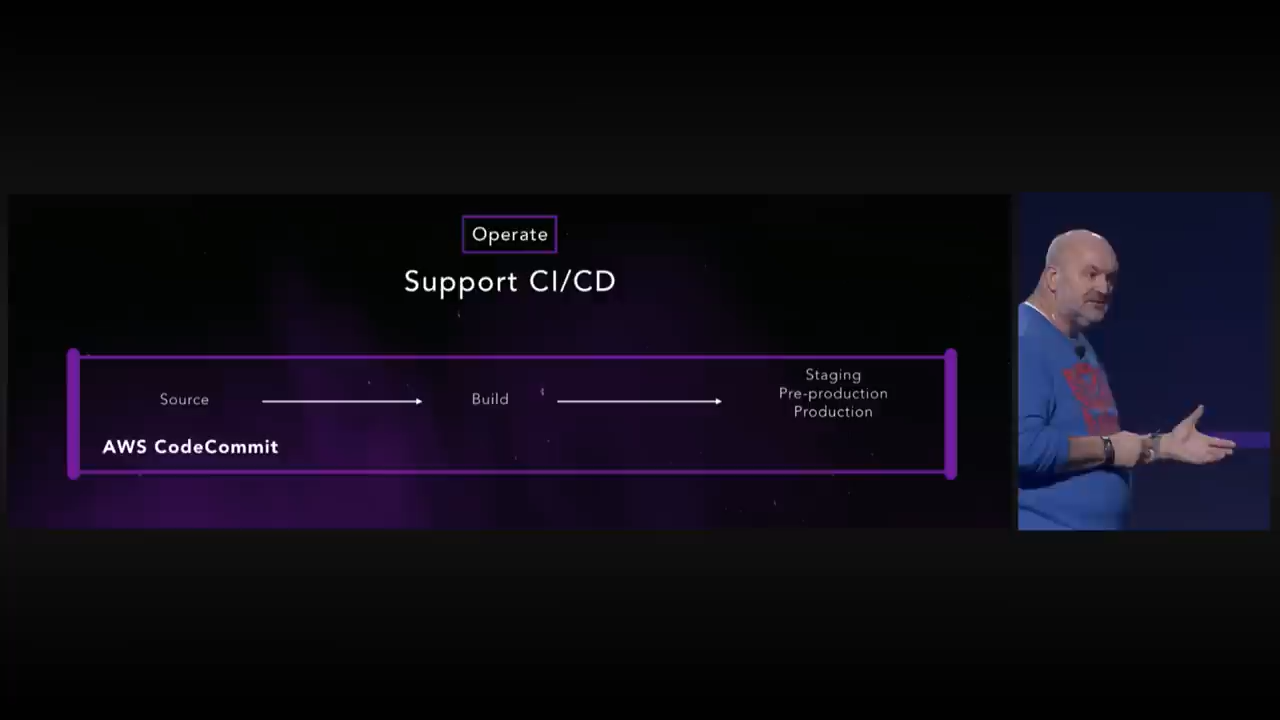 Operate
Support CI/CD
Source
Build
Staging
Pre-production
Production
AWS CodeCommit